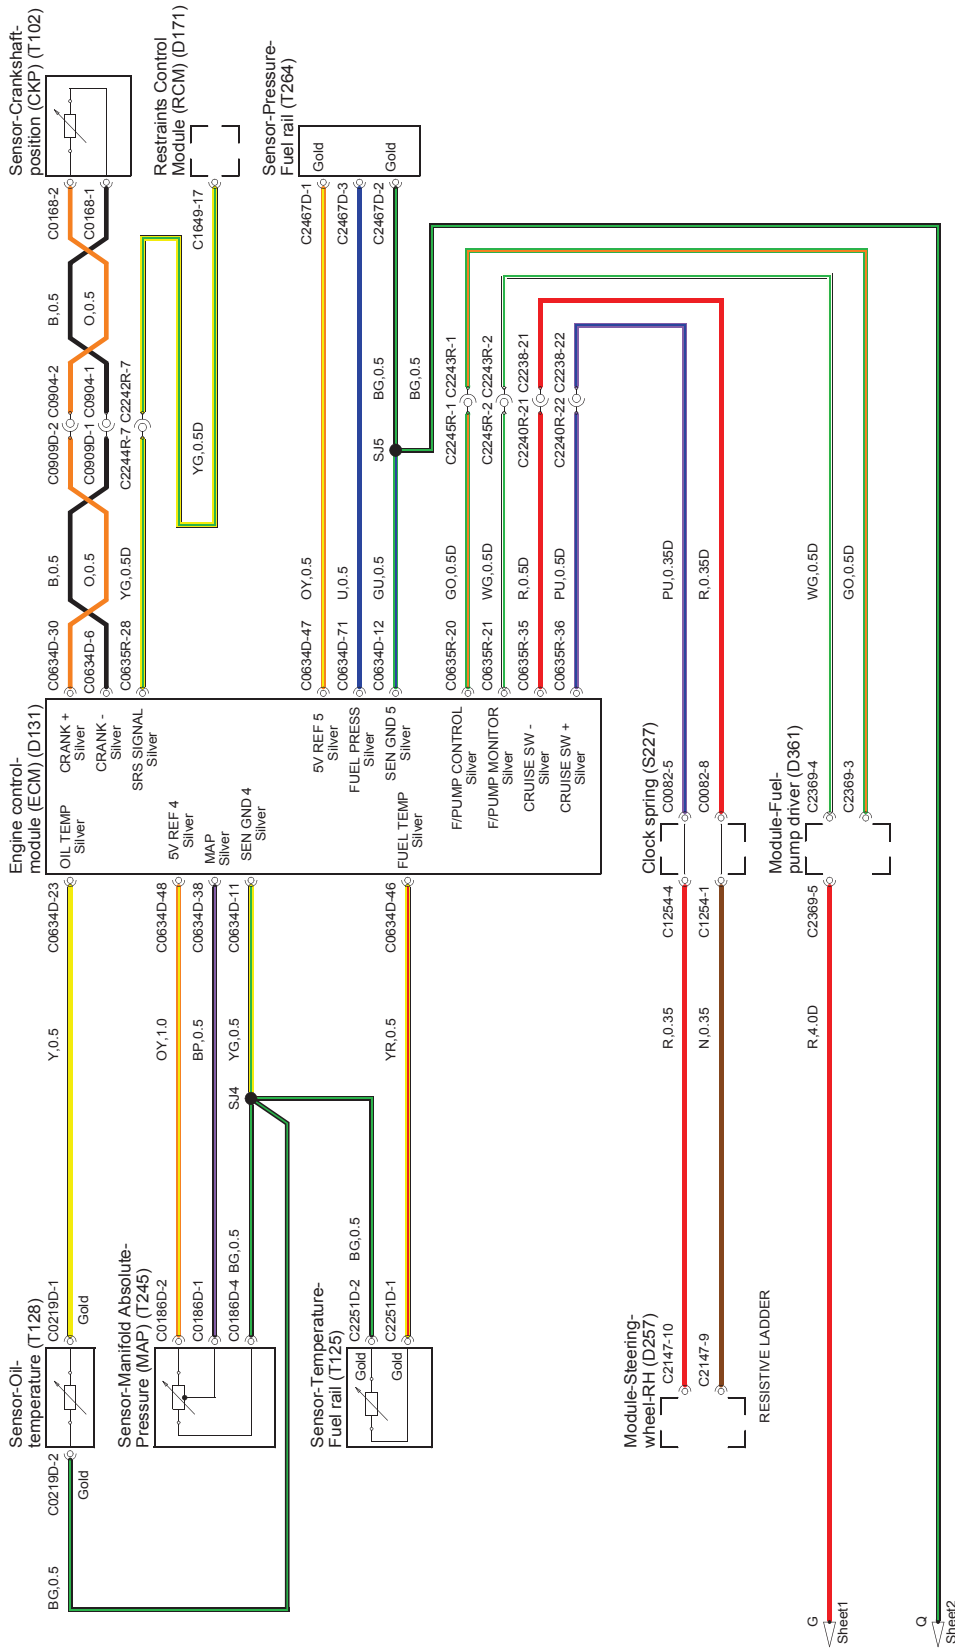 Sensor-Oil-
temperature (T128)
C0219D-2
Gold
BG,0.5
C0219D-1
Gold
Y,0.5
C0634D-23
Sensor-Manifold Absolute-
Pressure (MAP) (T245)
C0186D-2
OY,1.0
C0634D-48
C0186D-1
BP,0.5
C0634D-38
C0186D-4
BG,0.5
SJ4
YG,0.5
C0634D-11
Sensor-Temperature-
Fuel rail (T125)
C2251D-2
Gold
BG,0.5
C2251D-1
Gold
YR,0.5
C0634D-46
Engine control-
module (ECM) (D131)
OIL TEMP
Silver
5V REF 4
Silver
MAP
Silver
SEN GND 4
Silver
FUEL TEMP
Silver
CRANK +
Silver
CRANK -
Silver
SRS SIGNAL
Silver
5V REF 5
Silver
FUEL PRESS
Silver
SEN GND 5
Silver
F/PUMP CONTROL
Silver
F/PUMP MONITOR
Silver
CRUISE SW -
Silver
CRUISE SW +
Silver
C0634D-30
B,0.5
C0909D-2
C0904-2
B,0.5
C0168-2
C0634D-6
O,0.5
C0909D-1
C0904-1
O,0.5
C0168-1
Sensor-Crankshaft-
position (CKP) (T102)
C0635R-28
YG,0.5D
C2244R-7
C2242R-7
YG,0.5D
C1649-17
Restraints Control
Module (RCM) (D171)
C0634D-47
OY,0.5
C2467D-1
Gold
C0634D-71
U,0.5
C2467D-3
C0634D-12
GU,0.5
SJ5
BG,0.5
BG,0.5
C2467D-2
Gold
Sensor-Pressure-
Fuel rail (T264)
C0635R-20
GO,0.5D
C2245R-1
C2243R-1
C0635R-21
WG,0.5D
C2245R-2
C2243R-2
C0635R-35
R,0.5D
C2240R-21
C2238-21
C0635R-36
PU,0.5D
C2240R-22
C2238-22
Module-Steering-
wheel-RH (D257)
C2147-10
R,0.35
C1254-4
C2147-9
N,0.35
C1254-1
RESISTIVE LADDER
Clock spring (S227)
C0082-5
PU,0.35D
C0082-8
R,0.35D
Module-Fuel-
pump driver (D361)
C2369-5
R,4.0D
C2369-4
WG,0.5D
C2369-3
GO,0.5D
G
Sheet1
Q
Sheet2